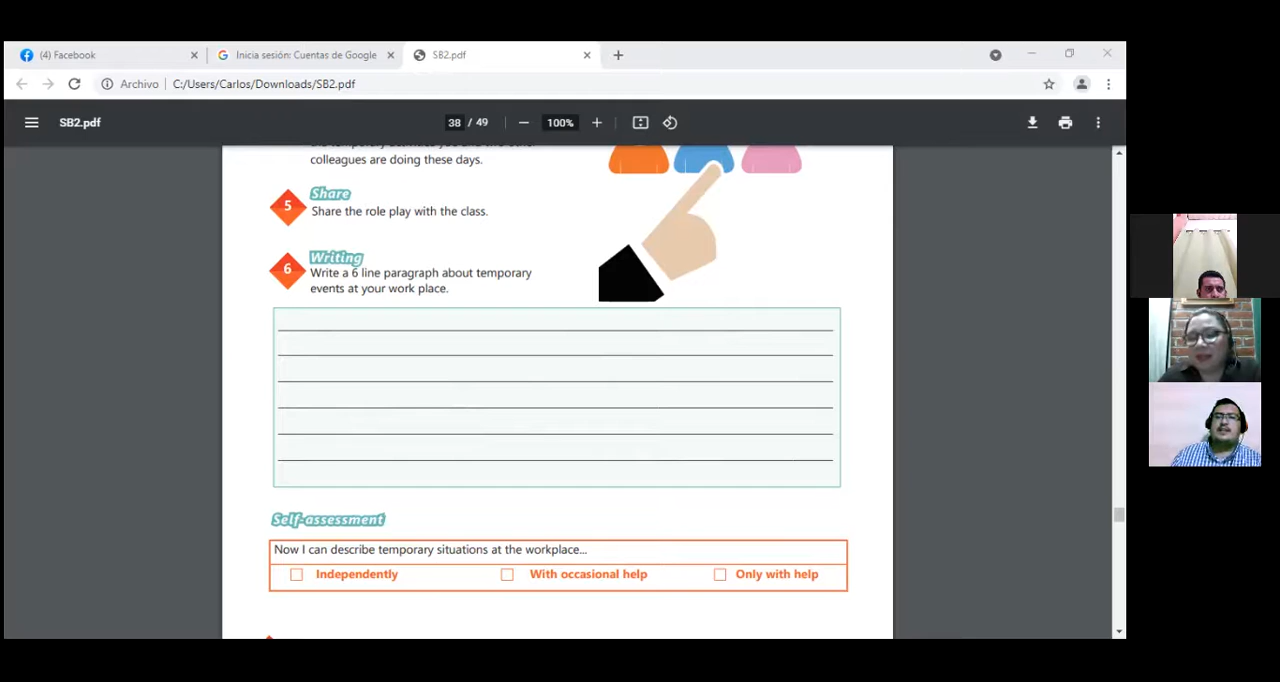 (4) Facebook
Inicia sesión: Cuentas de Google
SB2.pdf
Archivo
C:/Users/Carlos/Downloads/SB2.pdf
SB2.pdf
38 / 49
100%
colleagues are doing these days.
5
Share
Share the role play with the class.
6
Writing
Write a 6 line paragraph about temporary
events at your work place.
Self-assessment
Now I can describe temporary situations at the workplace...
Independently
With occasional help
Only with help